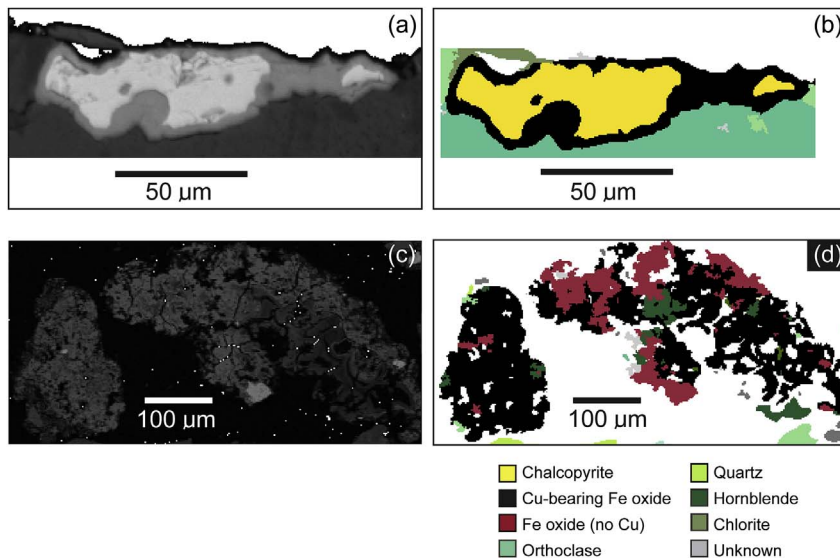 (a)
(b)
50 µm
50 µm
(c)
(d)
100 µm
100 µm
Chalcopyrite
Quartz
Cu-bearing Fe oxide
Hornblende
Fe oxide (no Cu)
Chlorite
Orthoclase
Unknown